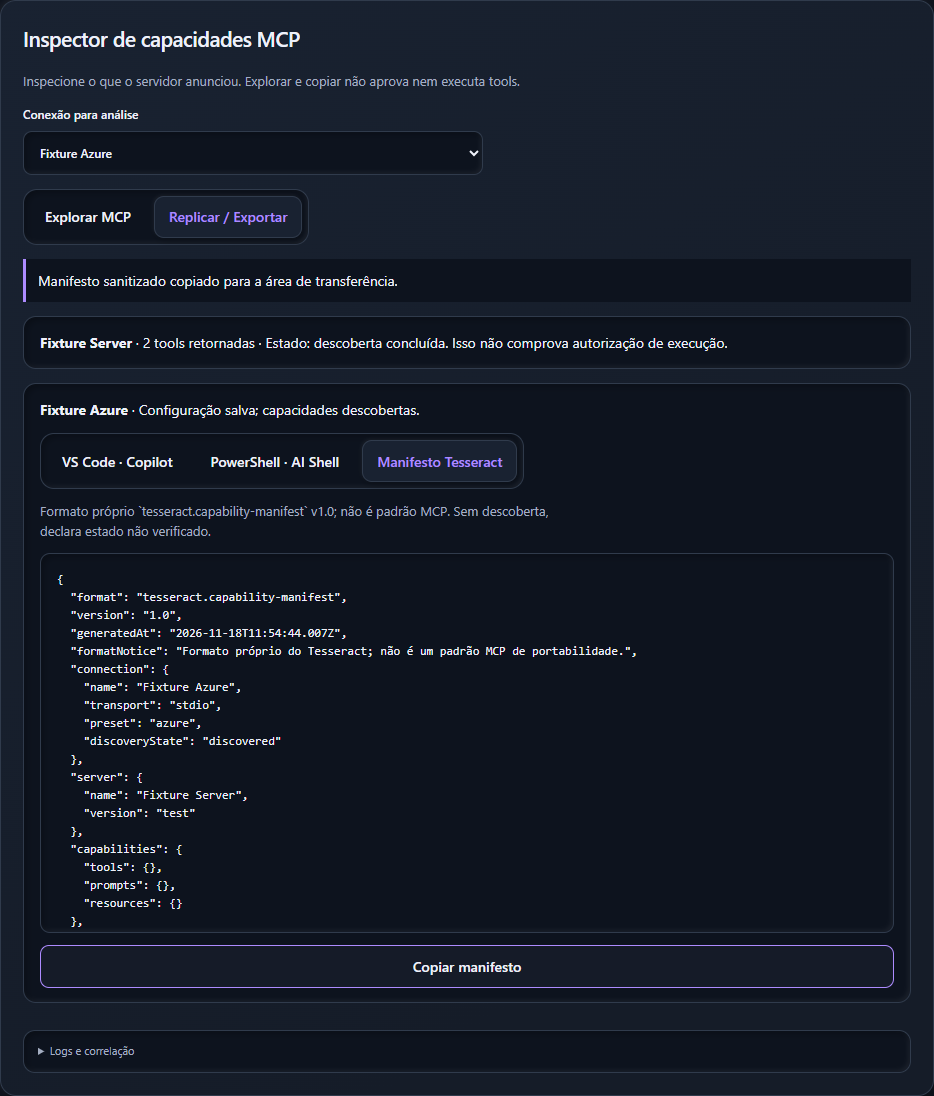 Inspector de capacidades MCP
Inspecione o que o servidor anunciou. Explorar e copiar não aprova nem executa tools.
Conexão para análise
Fixture Azure
Explorar MCP
Replicar / Exportar
Manifesto sanitizado copiado para a área de transferência.
Fixture Server · 2 tools retornadas · Estado: descoberta concluída. Isso não comprova autorização de execução.
Fixture Azure · Configuração salva; capacidades descobertas.
VS Code · Copilot
PowerShell · AI Shell
Manifesto Tesseract
Formato próprio `tesseract.capability-manifest` v1.0; não é padrão MCP. Sem descoberta,
declara estado não verificado.
{
  "format": "tesseract.capability-manifest",
  "version": "1.0",
  "generatedAt": "2026-11-18T11:54:44.007Z",
  "formatNotice": "Formato próprio do Tesseract; não é um padrão MCP de portabilidade.",
  "connection": {
    "name": "Fixture Azure",
    "transport": "stdio",
    "preset": "azure",
    "discoveryState": "discovered"
  },
  "server": {
    "name": "Fixture Server",
    "version": "test"
  },
  "capabilities": {
    "tools": {},
    "prompts": {},
    "resources": {}
  },
Copiar manifesto
Logs e correlação